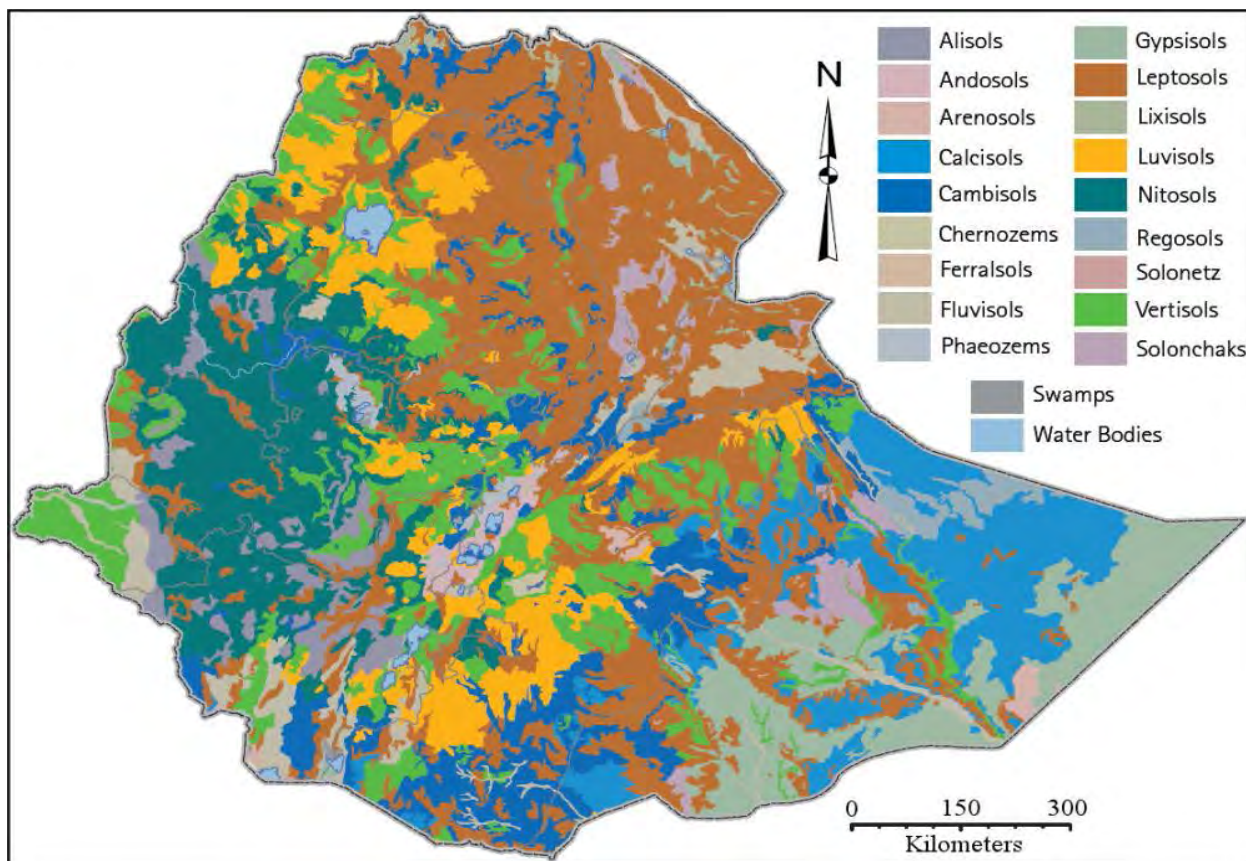 N
Alisols
Andosols
Arenosols
Calcisols
Cambisols
Chernozems
Ferralsols
Fluvisols
Phaeozems
Gypsisols
Leptosols
Lixisols
Luvisols
Nitosols
Regosols
Solonetz
Vertisols
Solonchaks
Swamps
Water Bodies
0 150 300
Kilometers